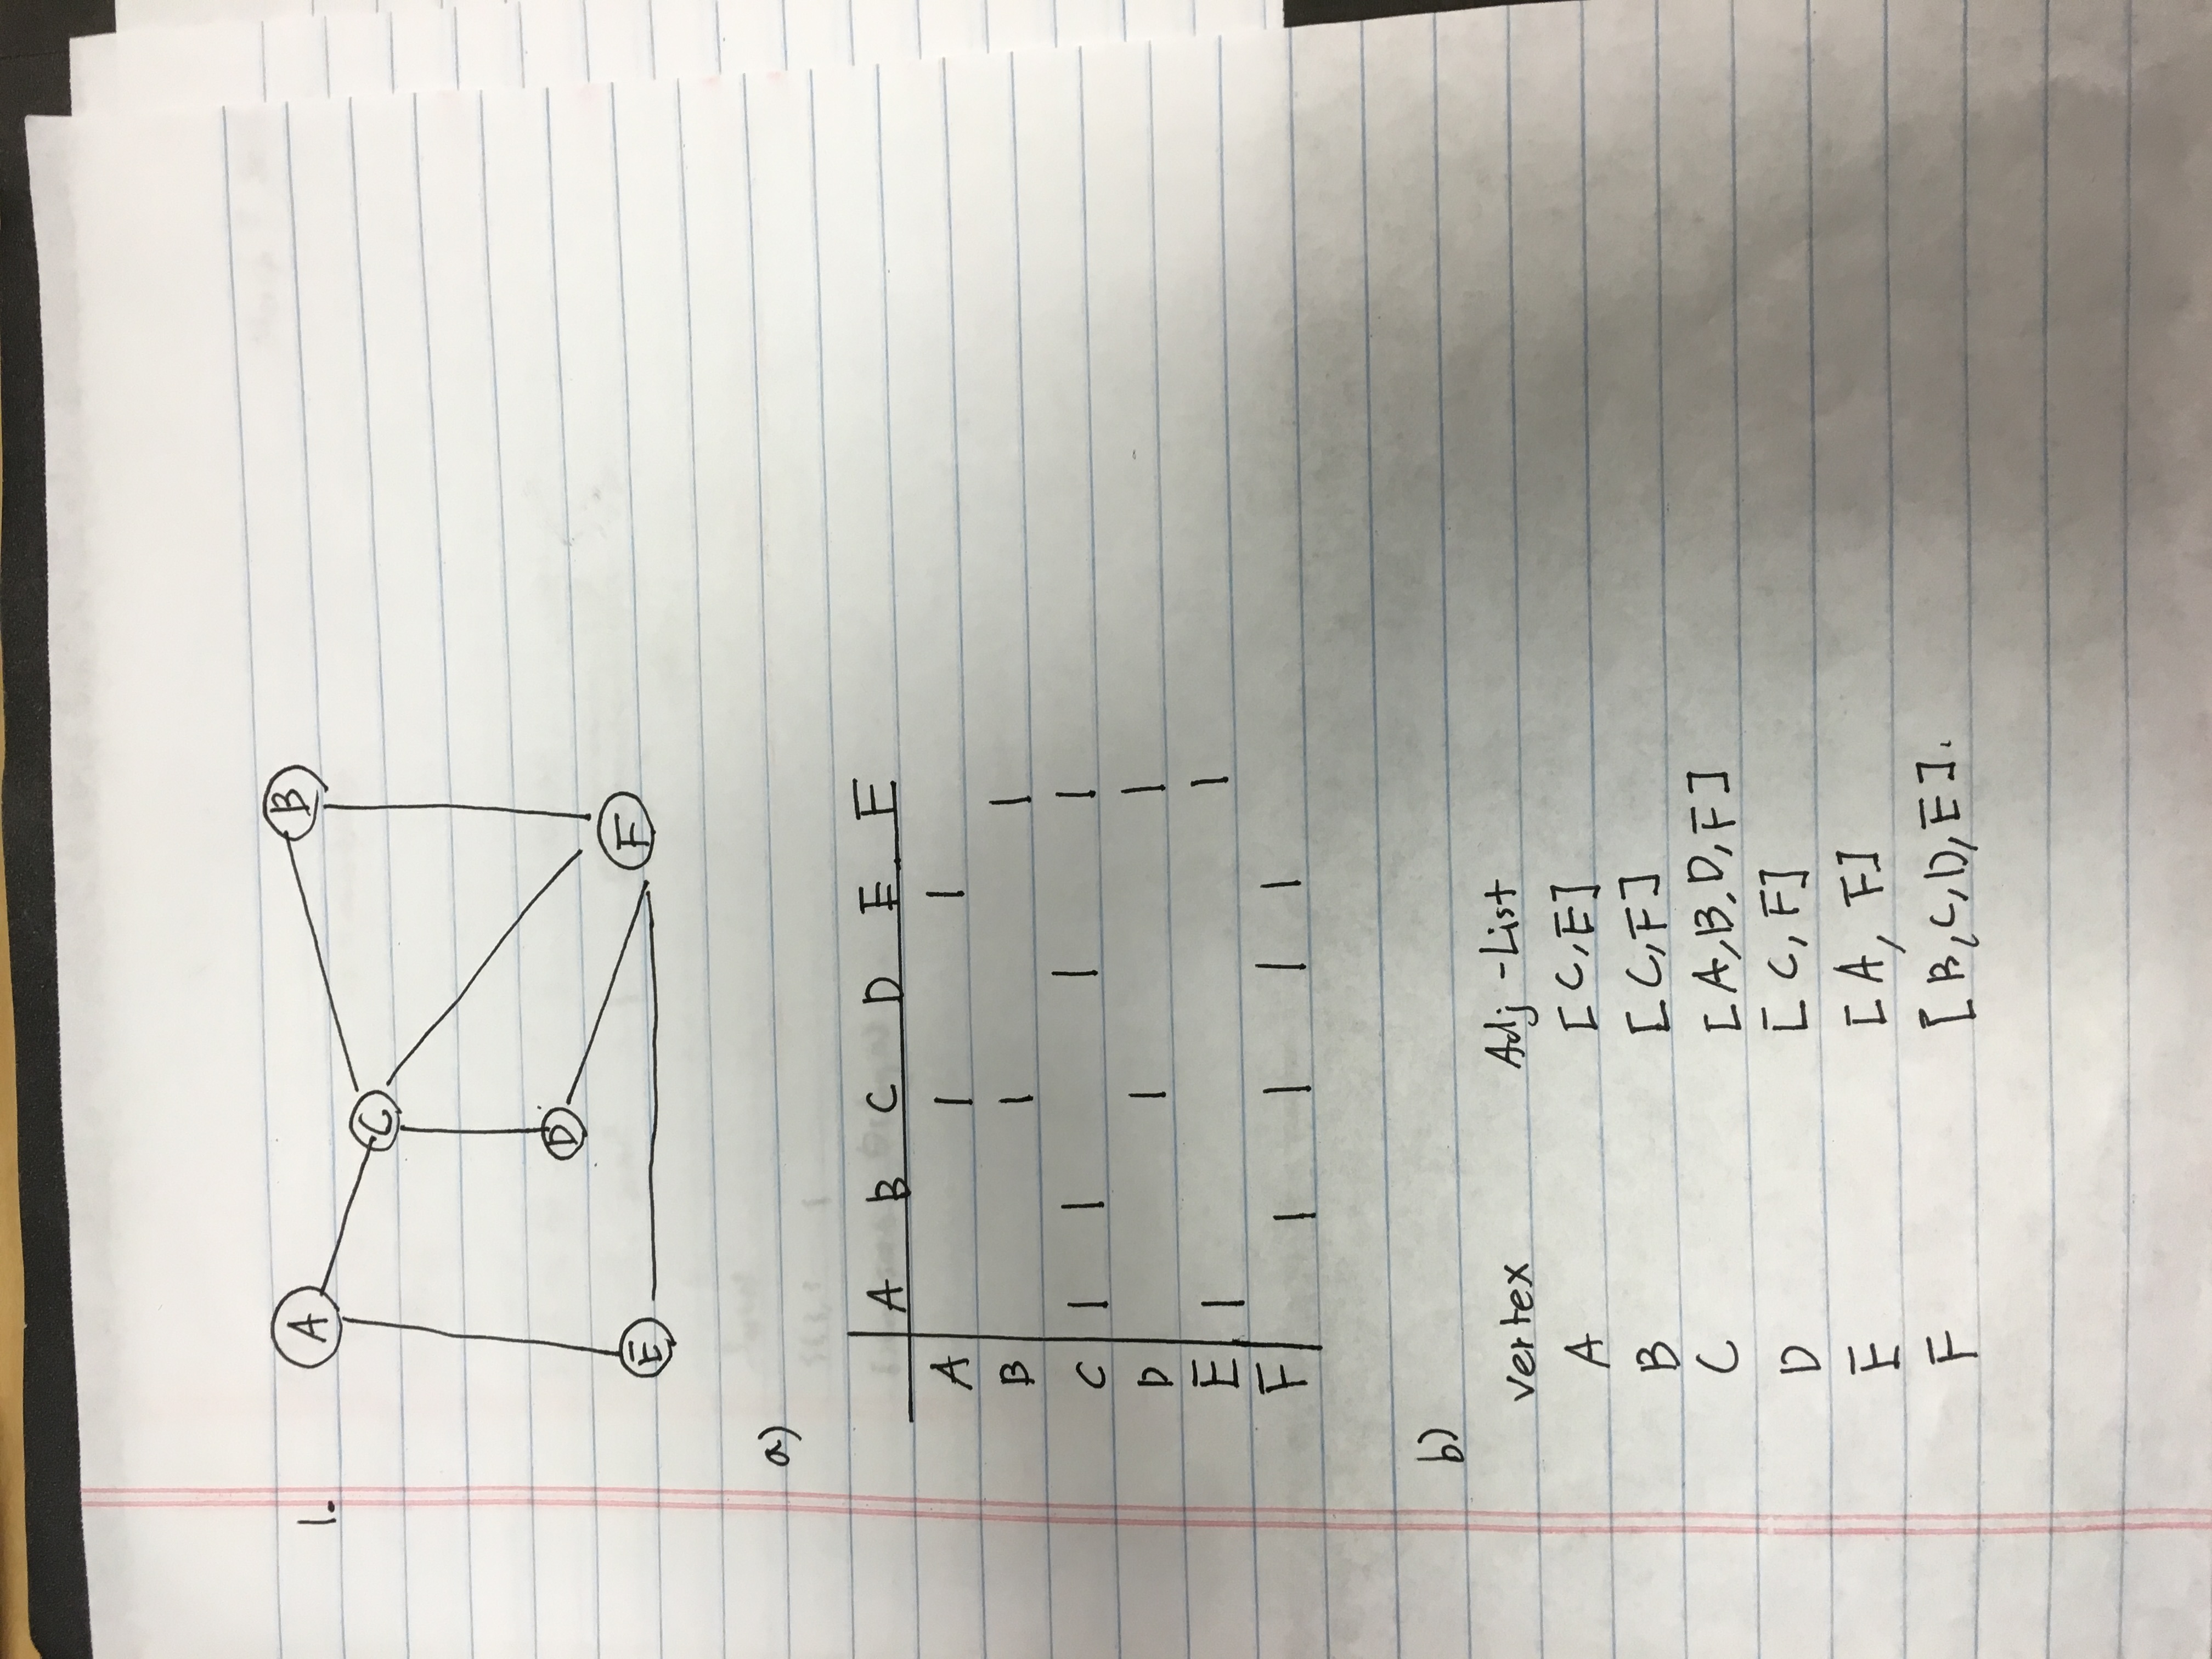 1.
A
B
C
D
E
F
a)
A B C D E F
A 1 1
B 1 1
C 1 1 1 1
D 1 1
E 1 1
F 1 1 1 1
b)
vertex Adj-List
A [C,E]
B [C,F]
C [A,B,D,F]
D [C,F]
E [A, F]
F [B,C,D,E].